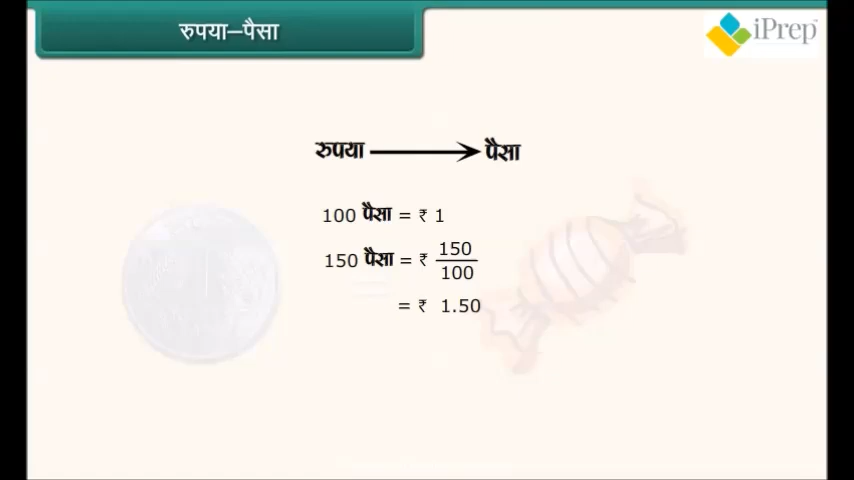 रुपया–पैसा
iPrep
रुपया ⟶ पैसा
100 पैसा = ₹ 1
150 पैसा = ₹ 150/100
= ₹ 1.50